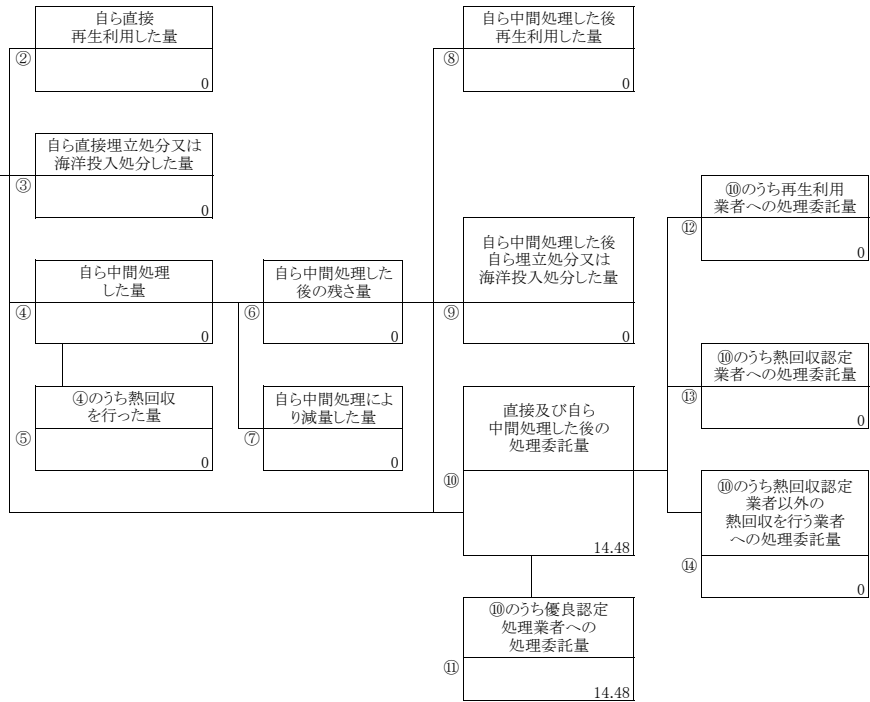 自ら直接
再生利用した量
②
0
自ら直接埋立処分又は
海洋投入処分した量
③
0
自ら中間処理
した量
④
0
④のうち熱回収
を行った量
⑤
0
自ら中間処理した
後の残さ量
⑥
0
自ら中間処理によ
り減量した量
⑦
0
自ら中間処理した後
再生利用した量
⑧
0
自ら中間処理した後
自ら埋立処分又は
海洋投入処分した量
⑨
0
直接及び自ら
中間処理した後の
処理委託量
⑩
14.48
⑩のうち優良認定
処理業者への
処理委託量
⑪
14.48
⑩のうち再生利用
業者への処理委託量
⑫
0
⑩のうち熱回収認定
業者への処理委託量
⑬
0
⑩のうち熱回収認定
業者以外の
熱回収を行う業者
への処理委託量
⑭
0